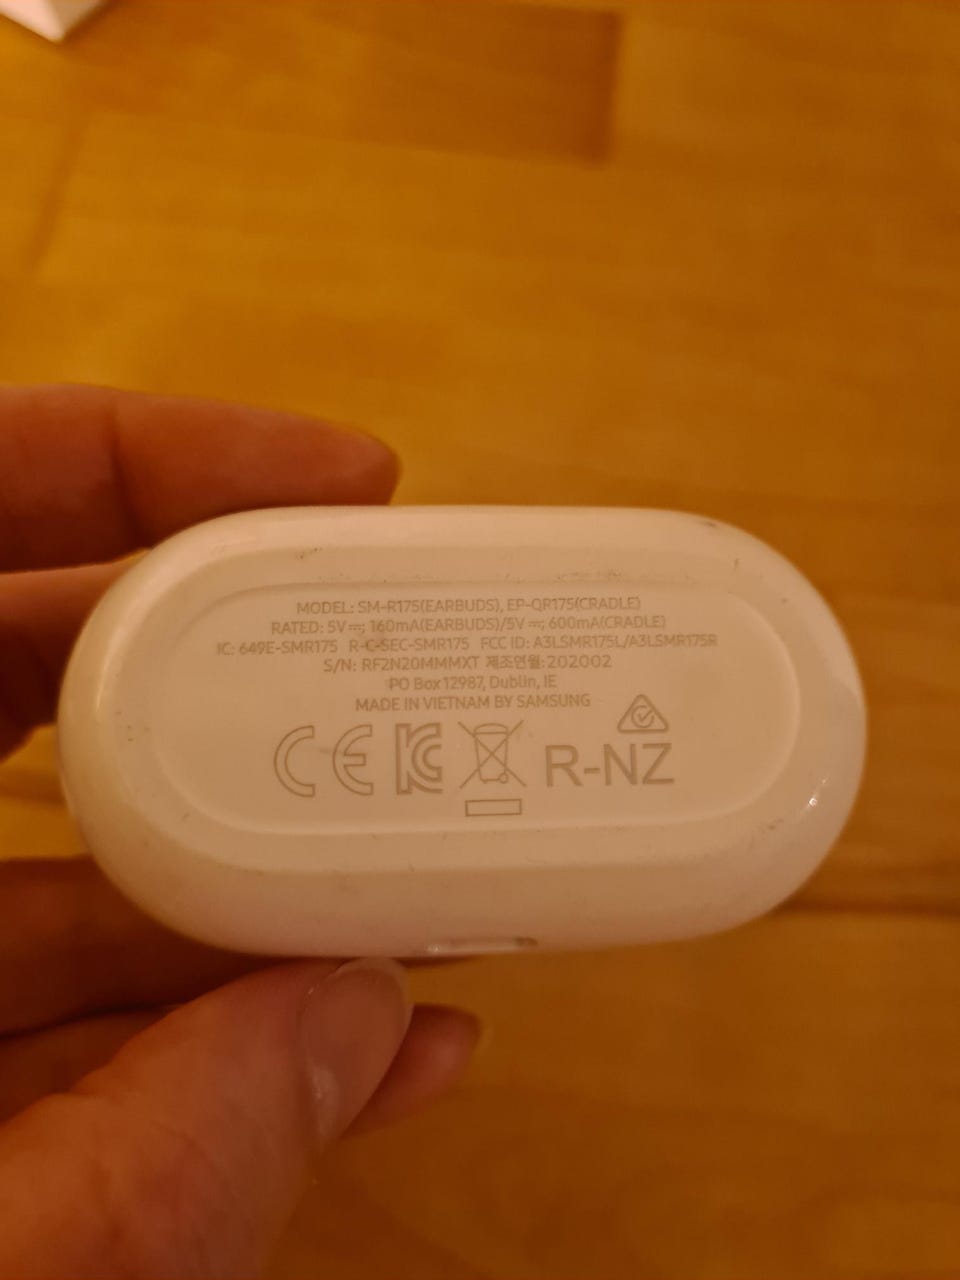 MODEL: SM-R175(EARBUDS), EP-QR175(CRADLE)
RATED: 5V⎓; 160mA(EARBUDS)/5V⎓; 600mA(CRADLE)
IC: 649E-SMR175 R-C-SEC-SMR175 FCC ID: A3LSMR175L/A3LSMR175R
S/N: RF2N20MMMXT 제조연월: 202002
PO Box 12987, Dublin, IE
MADE IN VIETNAM BY SAMSUNG
CE KC R-NZ